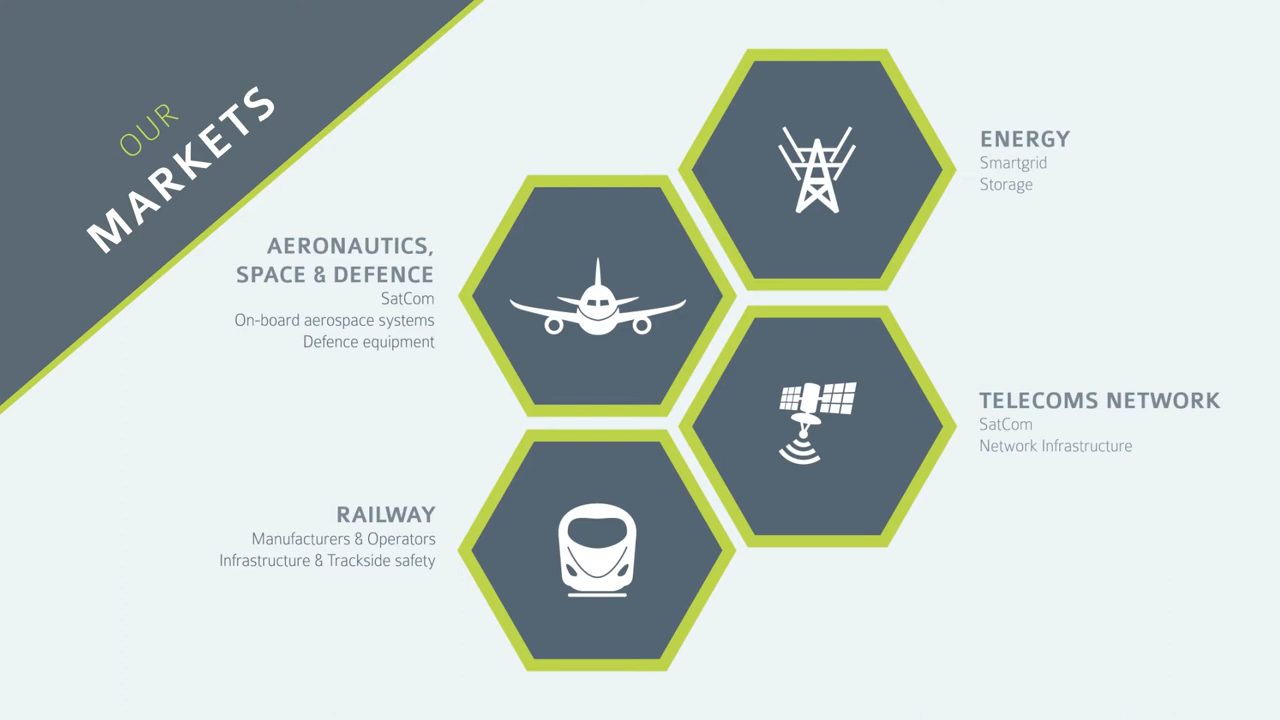 OUR
MARKETS
AERONAUTICS,
SPACE & DEFENCE
SatCom
On-board aerospace systems
Defence equipment
RAILWAY
Manufacturers & Operators
Infrastructure & Trackside safety
ENERGY
Smartgrid
Storage
TELECOMS NETWORK
SatCom
Network Infrastructure